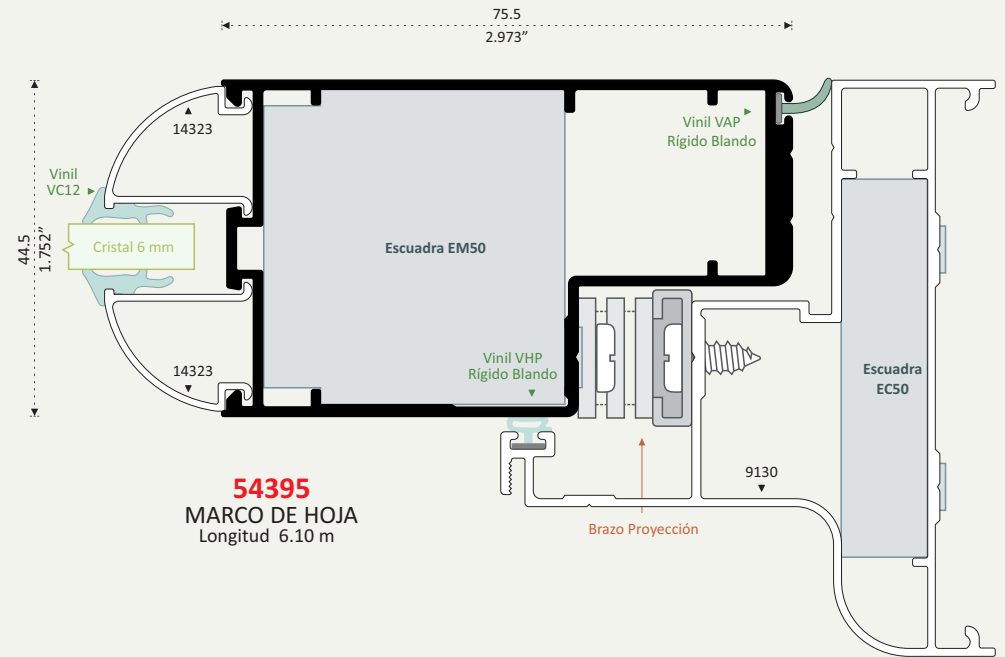 75.5
2.973”
14323
Vinil VAP
Rígido Blando
Vinil
VC12
44.5
1.752”
Cristal 6 mm
Escuadra EM50
Vinil VHP
Rígido Blando
14323
Escuadra
EC50
9130
54395
MARCO DE HOJA
Longitud 6.10 m
Brazo Proyección